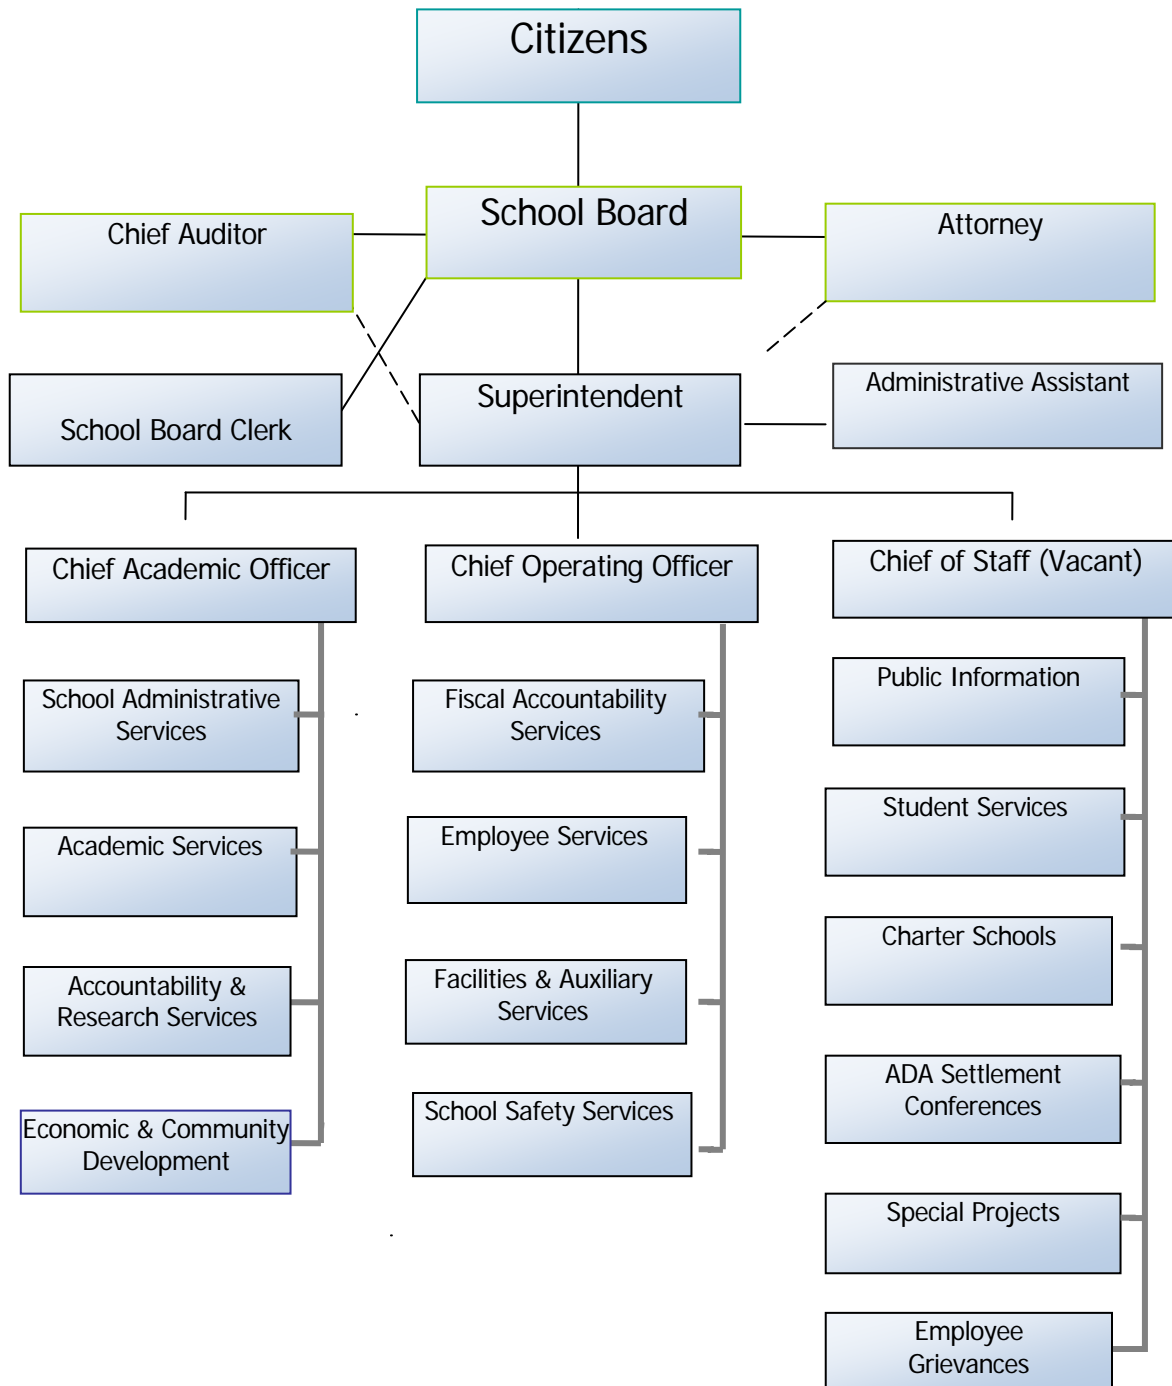 Citizens
School Board
Chief Auditor
Attorney
School Board Clerk
Superintendent
Administrative Assistant
Chief Academic Officer
Chief Operating Officer
Chief of Staff (Vacant)
School Administrative
Services
Academic Services
Accountability &
Research Services
Economic & Community
Development
Fiscal Accountability
Services
Employee Services
Facilities & Auxiliary
Services
School Safety Services
Public Information
Student Services
Charter Schools
ADA Settlement
Conferences
Special Projects
Employee
Grievances